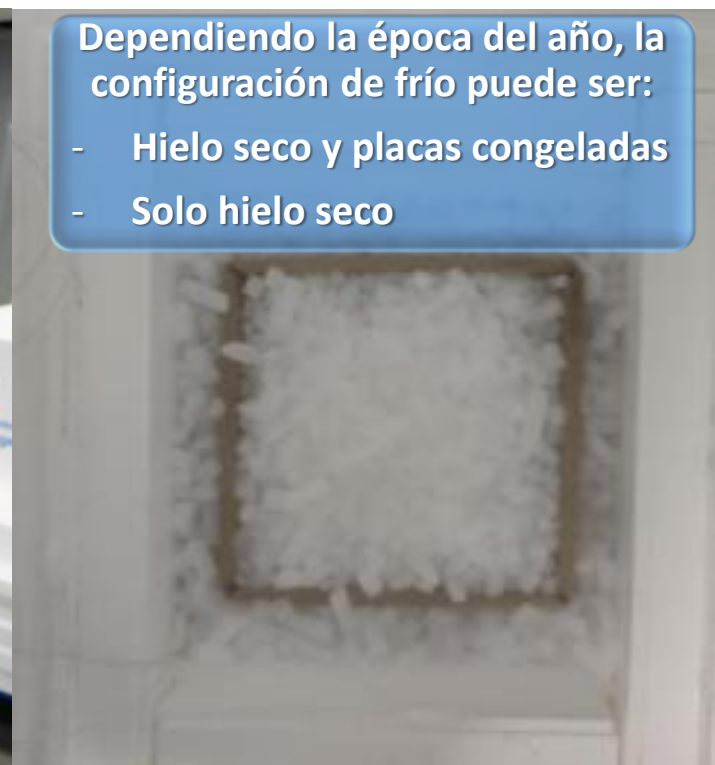 Dependiendo la época del año, la
configuración de frío puede ser:
- Hielo seco y placas congeladas
- Solo hielo seco